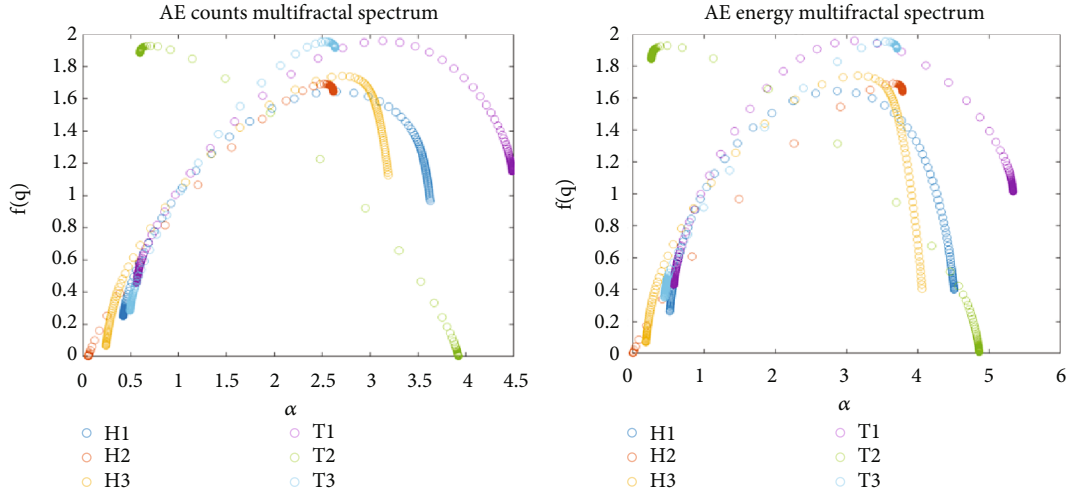 AE counts multifractal spectrum
2
1.8
1.6
1.4
1.2
1
0.8
0.6
0.4
0.2
0
f(q)
0 0.5 1 1.5 2 2.5 3 3.5 4 4.5
α
H1 T1
H2 T2
H3 T3
AE energy multifractal spectrum
2
1.8
1.6
1.4
1.2
1
0.8
0.6
0.4
0.2
0
f(q)
0 1 2 3 4 5 6
α
H1 T1
H2 T2
H3 T3